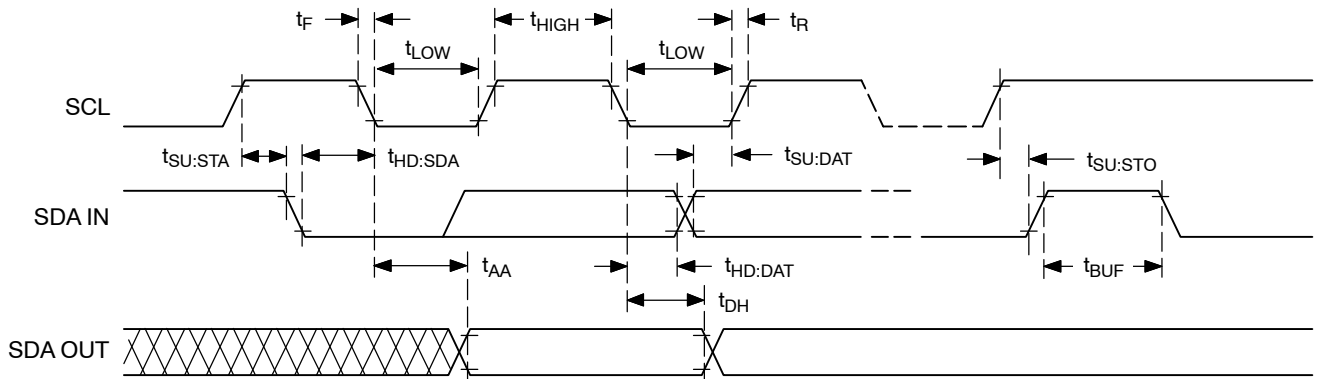 tF
tHIGH
tR
tLOW
tLOW
SCL
tSU:STA
tHD:SDA
tSU:DAT
tSU:STO
SDA IN
tAA
tHD:DAT
tBUF
tDH
SDA OUT